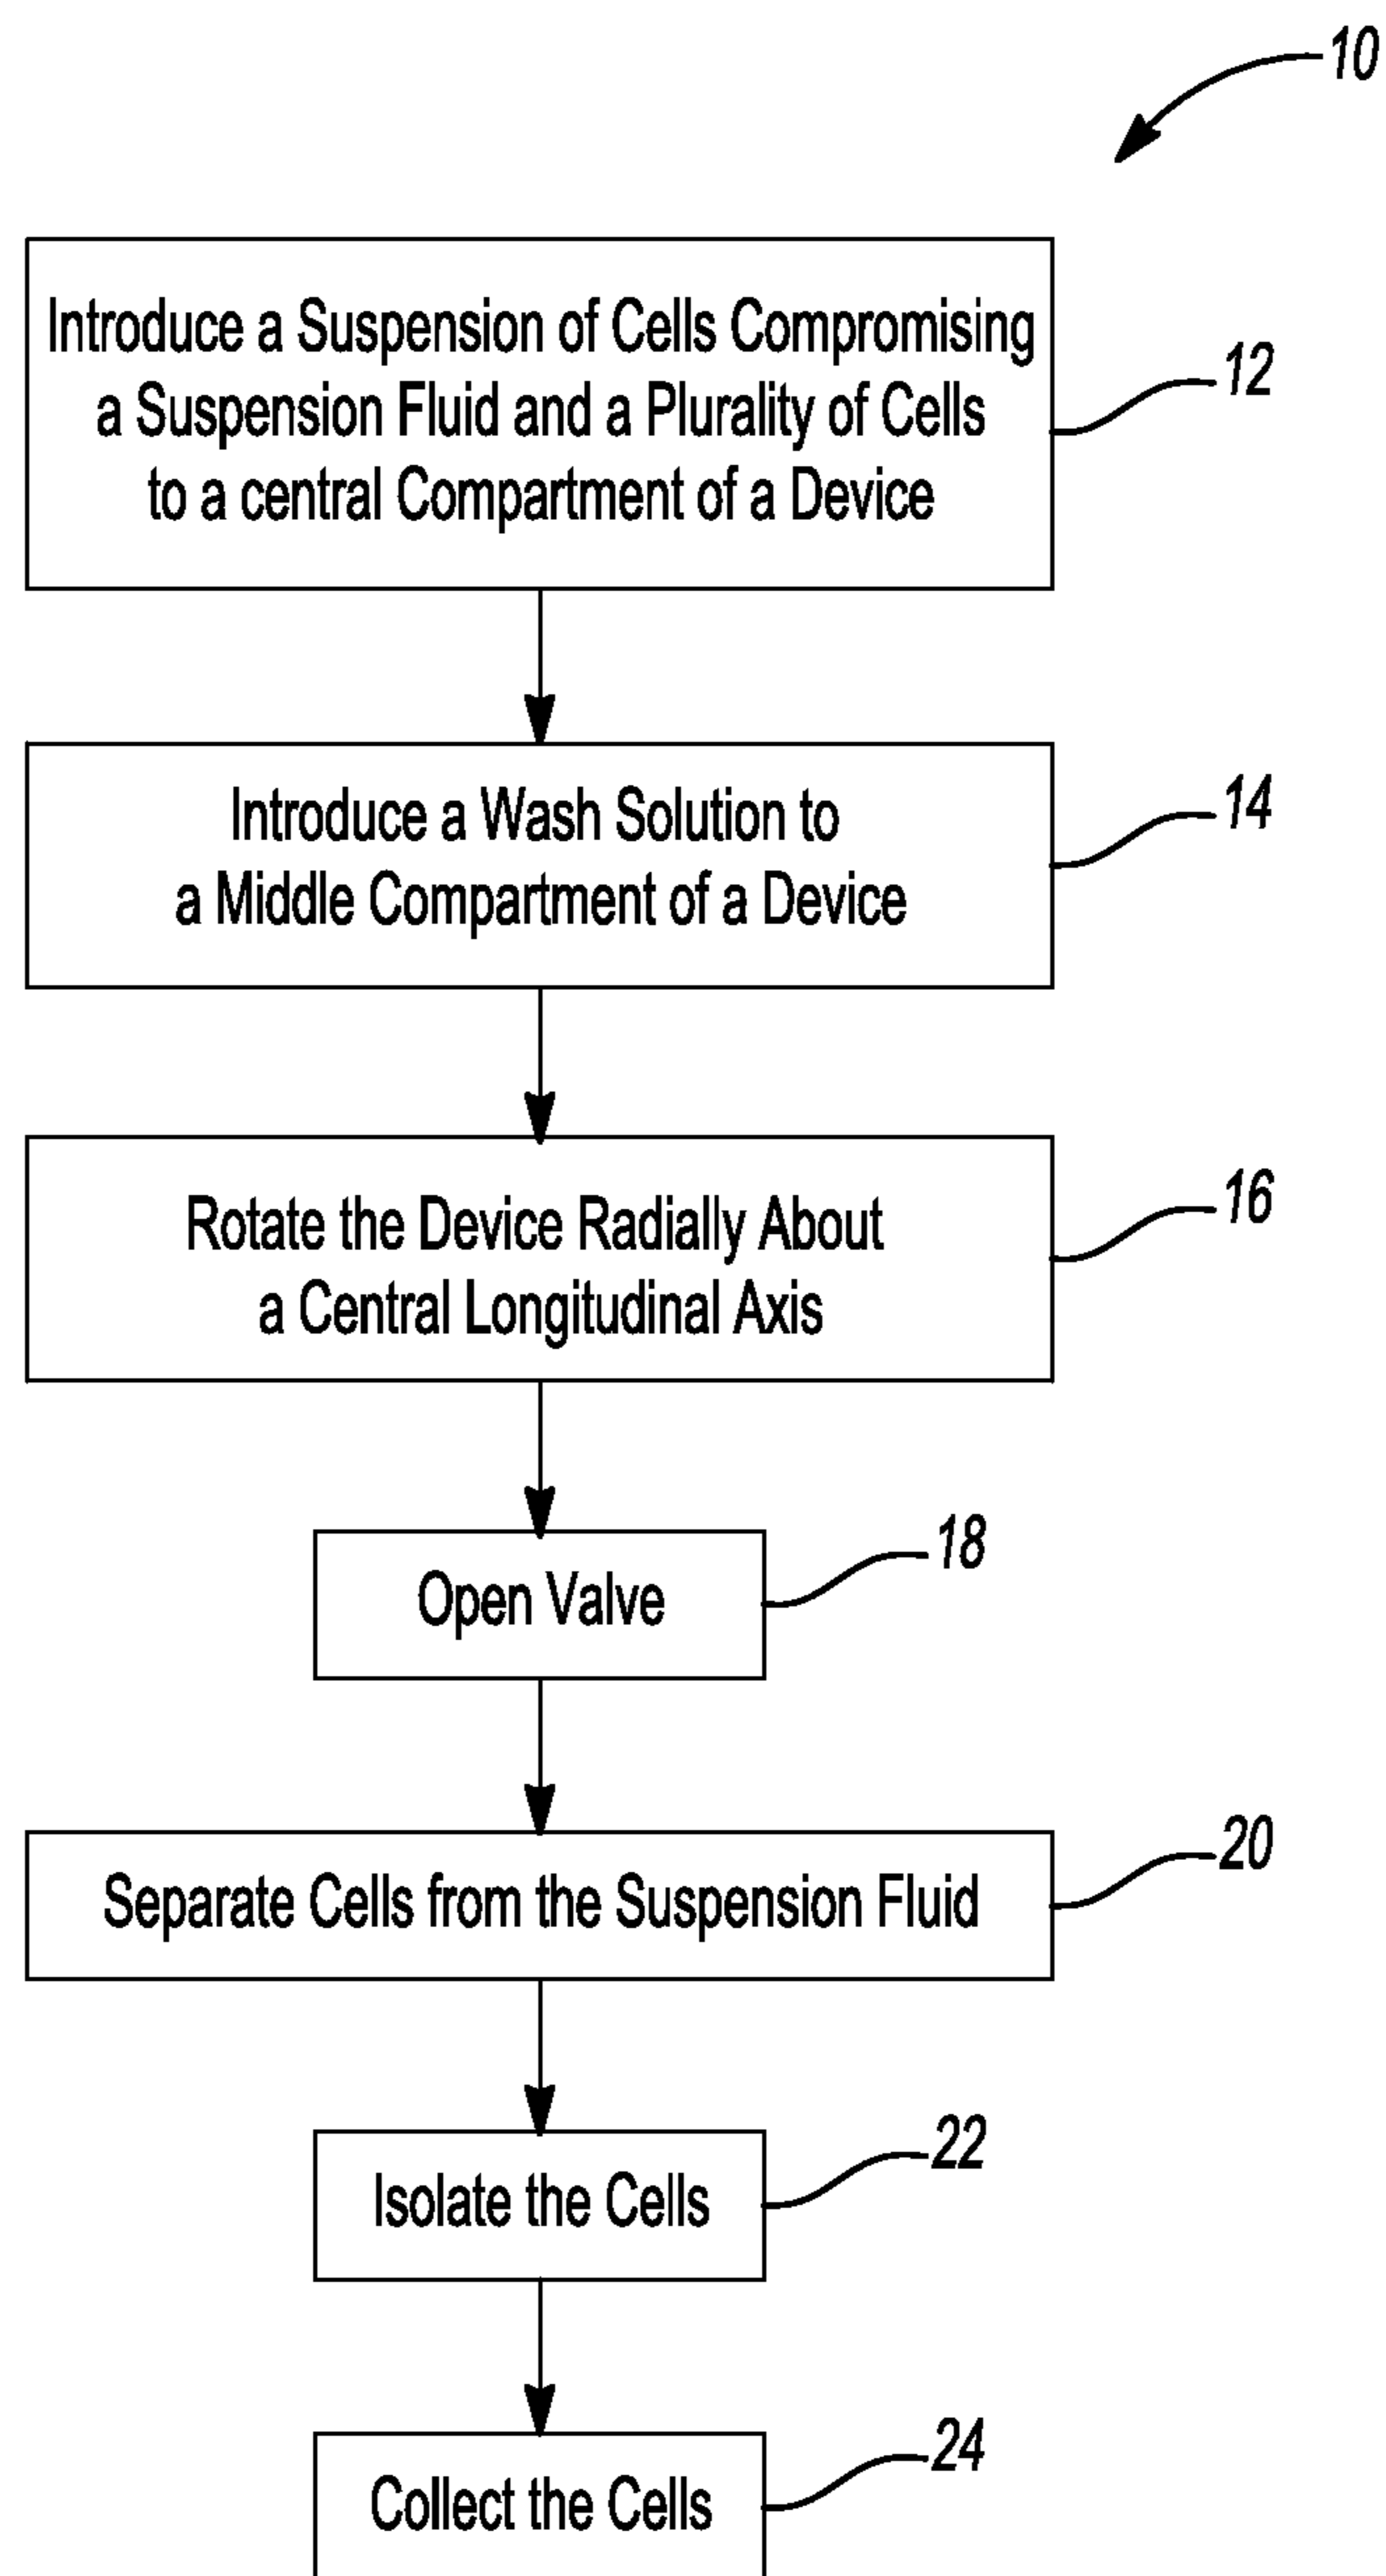 10
Introduce a Suspension of Cells Compromising
a Suspension Fluid and a Plurality of Cells
to a central Compartment of a Device
12
Introduce a Wash Solution to
a Middle Compartment of a Device
14
Rotate the Device Radially About
a Central Longitudinal Axis
16
Open Valve
18
Separate Cells from the Suspension Fluid
20
Isolate the Cells
22
Collect the Cells
24